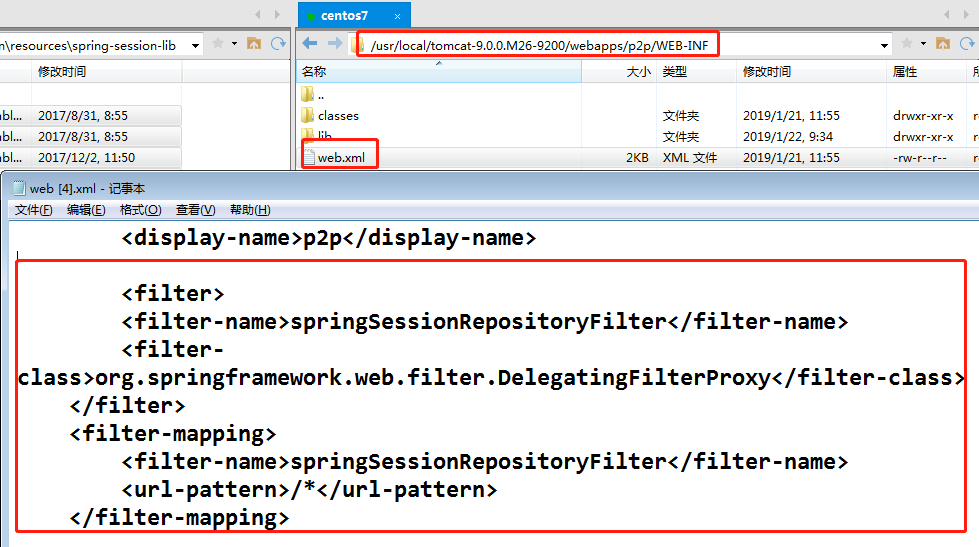 centos7 ×
n\resources\spring-session-lib
/usr/local/tomcat-9.0.0.M26-9200/webapps/p2p/WEB-INF
修改时间
名称 大小 类型 修改时间 属性
..
abl... 2017/8/31, 8:55
classes 文件夹 2019/1/21, 11:55 drwxr-xr-x
abl... 2017/8/31, 8:55
lib 文件夹 2019/1/22, 9:34 drwxr-xr-x
abl... 2017/12/2, 11:50
web.xml 2KB XML 文件 2019/1/21, 11:55 -rw-r--r--
web [4].xml - 记事本
文件(F) 编辑(E) 格式(O) 查看(V) 帮助(H)
<display-name>p2p</display-name>
<filter>
<filter-name>springSessionRepositoryFilter</filter-name>
<filter-
class>org.springframework.web.filter.DelegatingFilterProxy</filter-class>
</filter>
<filter-mapping>
<filter-name>springSessionRepositoryFilter</filter-name>
<url-pattern>/*</url-pattern>
</filter-mapping>